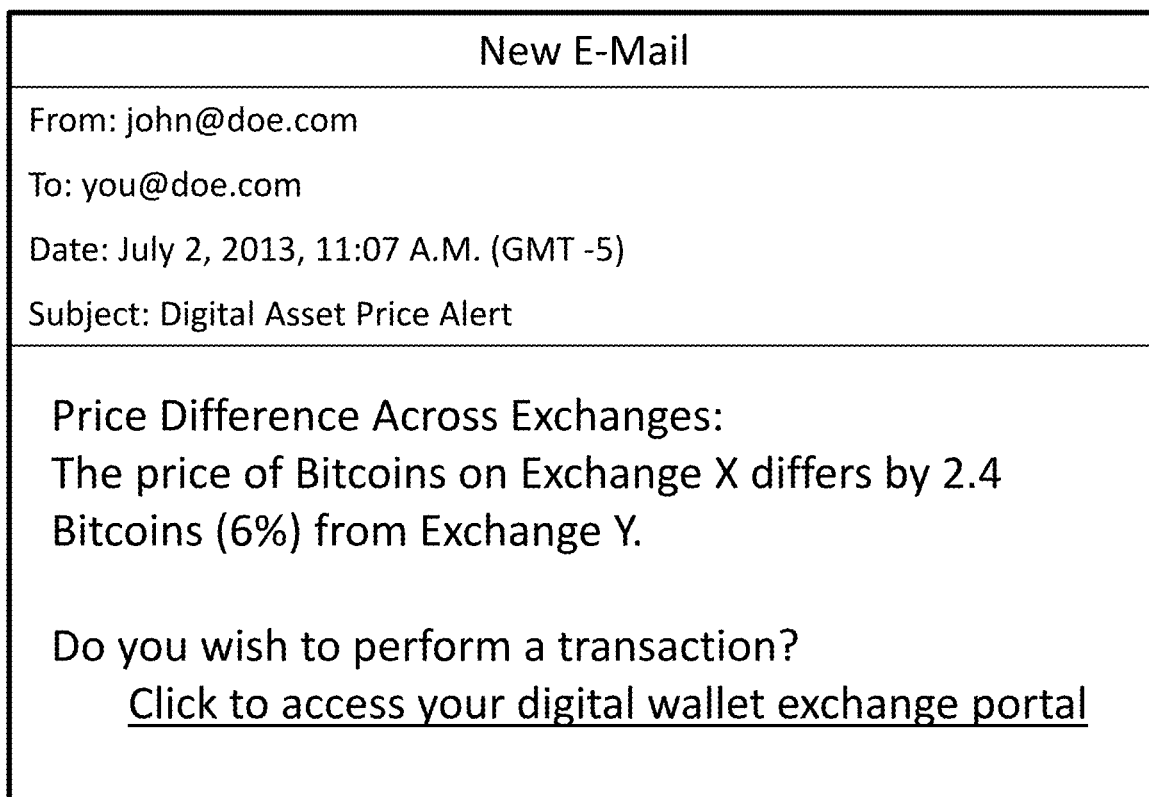 New E-Mail
From: john@doe.com
To: you@doe.com
Date: July 2, 2013, 11:07 A.M. (GMT -5)
Subject: Digital Asset Price Alert
Price Difference Across Exchanges:
The price of Bitcoins on Exchange X differs by 2.4
Bitcoins (6%) from Exchange Y.
Do you wish to perform a transaction?
Click to access your digital wallet exchange portal